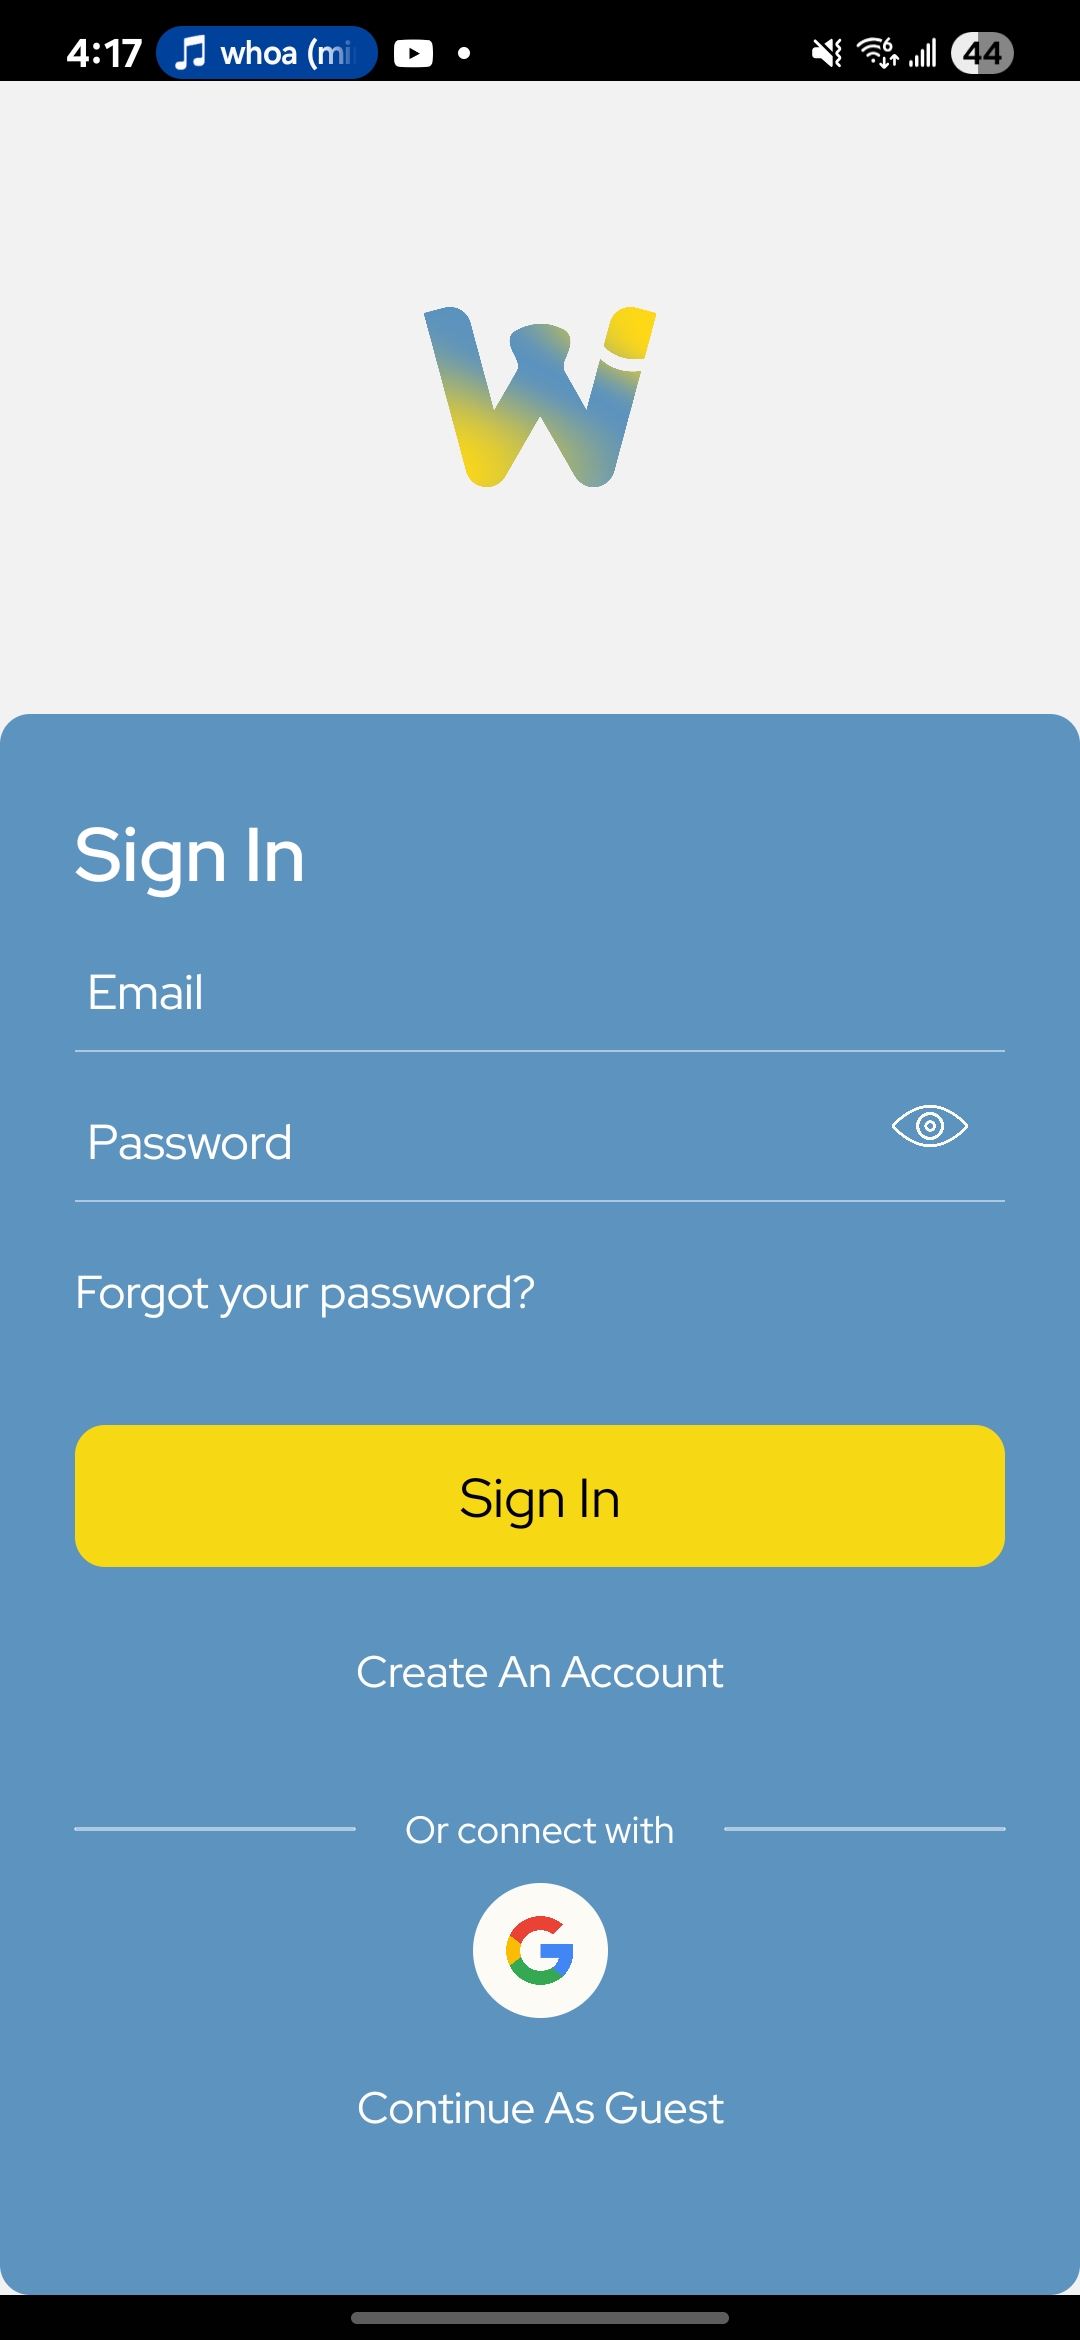 4:17 whoa (mi 6 44
Sign In
Email
Password
Forgot your password?
Sign In
Create An Account
Or connect with
Continue As Guest